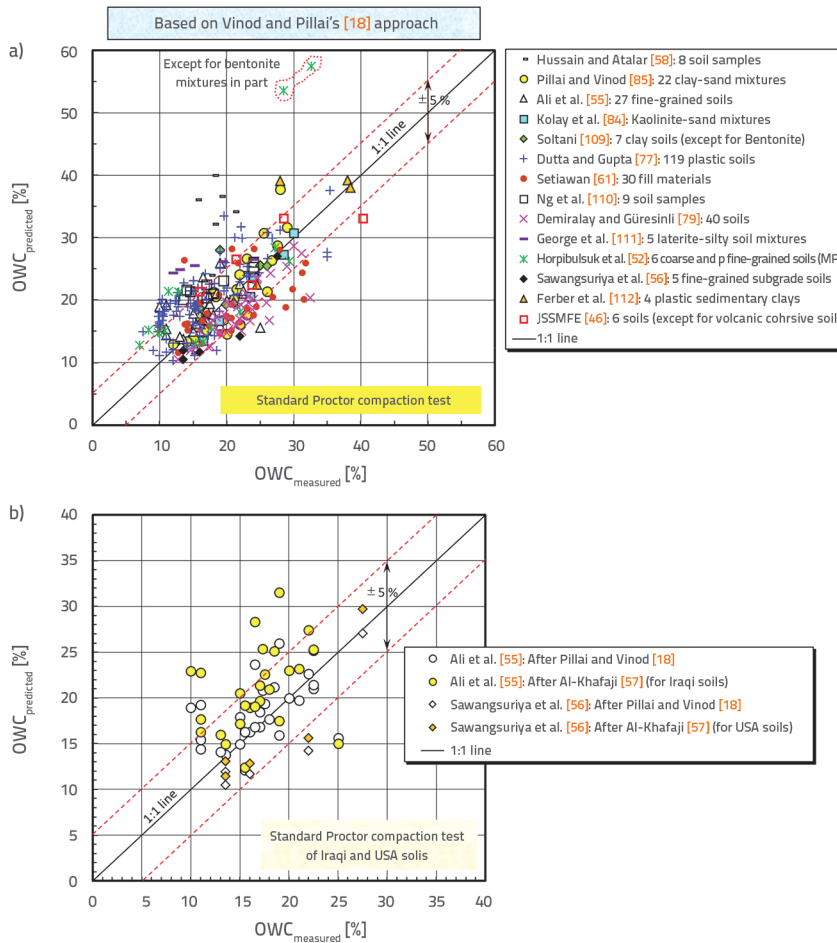 Based on Vinod and Pillai's [18] approach
a)
60
50
40
30
20
10
0
OWCpredicted [%]
Except for bentonite
mixtures in part
1:1 line
±5 %
Standard Proctor compaction test
0 10 20 30 40 50 60
OWCmeasured [%]
Hussain and Atalar [58]: 8 soil samples
Pillai and Vinod [85]: 22 clay-sand mixtures
Ali et al. [55]: 27 fine-grained soils
Kolay et al. [84]: Kaolinite-sand mixtures
Soltani [109]: 7 clay soils (except for Bentonite)
Dutta and Gupta [77]: 119 plastic soils
Setiawan [61]: 30 fill materials
Ng et al. [110]: 9 soil samples
Demiralay and Güresinli [79]: 40 soils
George et al. [111]: 5 laterite-silty soil mixtures
Horpibulsuk et al. [52]: 6 coarse and p fine-grained soils (MP
Sawangsuriya et al. [56]: 5 fine-grained subgrade soils
Ferber et al. [112]: 4 plastic sedimentary clays
JSSMFE [46]: 6 soils (except for volcanic cohrsive soil
1:1 line
b)
40
35
30
25
20
15
10
5
0
OWCpredicted [%]
±5 %
1:1 line
Standard Proctor compaction test
of Iraqi and USA solis
0 5 10 15 20 25 30 35 40
OWCmeasured [%]
Ali et al. [55]: After Pillai and Vinod [18]
Ali et al. [55]: After Al-Khafaji [57] (for Iraqi soils)
Sawangsuriya et al. [56]: After Pillai and Vinod [18]
Sawangsuriya et al. [56]: After Al-Khafaji [57] (for USA soils)
1:1 line